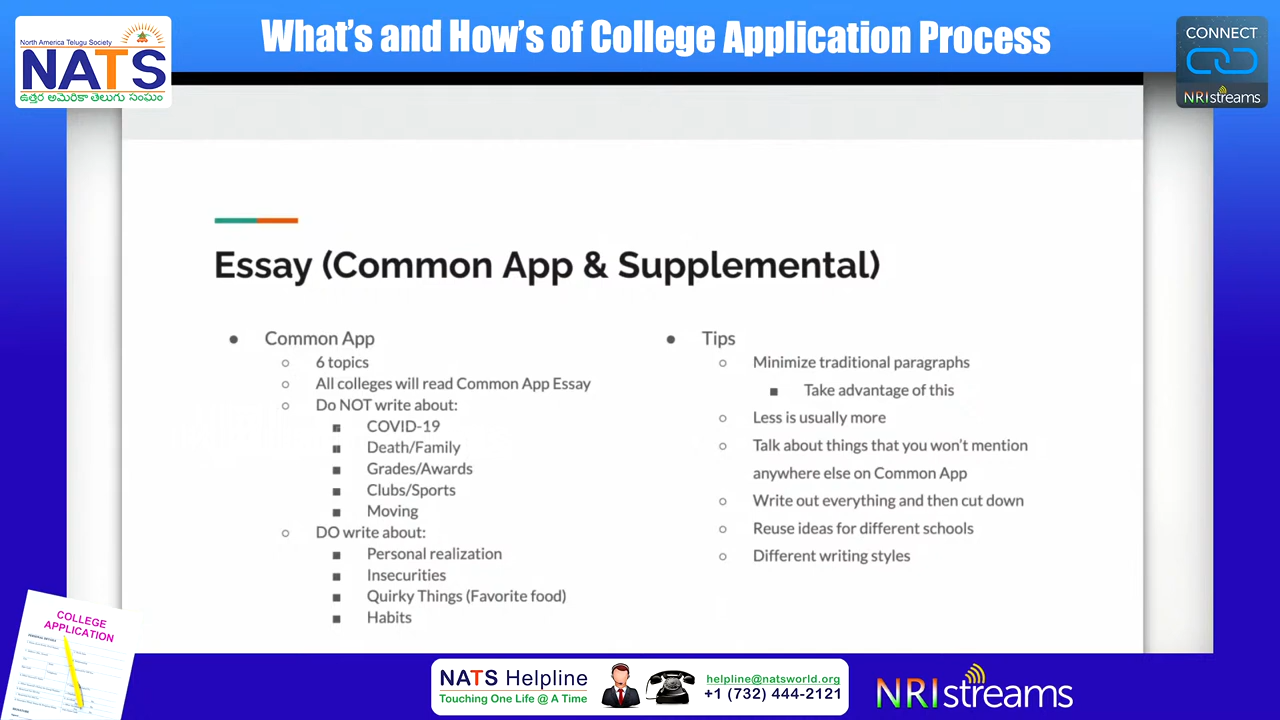 North America Telugu Society
NATS
ఉత్తర అమెరికా తెలుగు సంఘం
What's and How's of College Application Process
CONNECT
NRIstreams
Essay (Common App & Supplemental)
Common App
6 topics
All colleges will read Common App Essay
Do NOT write about:
COVID-19
Death/Family
Grades/Awards
Clubs/Sports
Moving
DO write about:
Personal realization
Insecurities
Quirky Things (Favorite food)
Habits
Tips
Minimize traditional paragraphs
Take advantage of this
Less is usually more
Talk about things that you won't mention
anywhere else on Common App
Write out everything and then cut down
Reuse ideas for different schools
Different writing styles
COLLEGE
APPLICATION
NATS Helpline
Touching One Life @ A Time
helpline@natsworld.org
+1 (732) 444-2121
NRIstreams